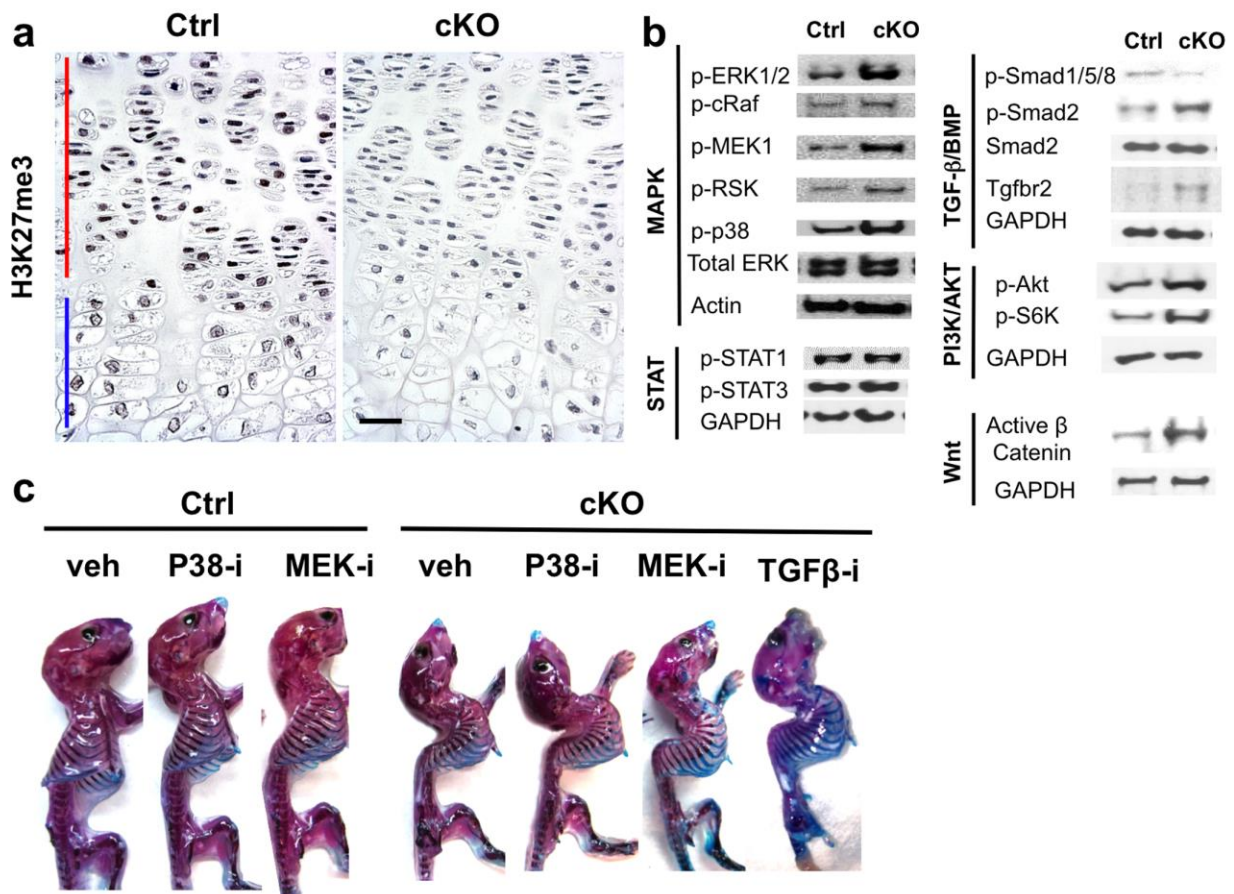 a
Ctrl
cKO
H3K27me3
b
Ctrl cKO
MAPK
p-ERK1/2
p-cRaf
p-MEK1
p-RSK
p-p38
Total ERK
Actin
STAT
p-STAT1
p-STAT3
GAPDH
Ctrl cKO
TGF-β/BMP
p-Smad1/5/8
p-Smad2
Smad2
Tgfbr2
GAPDH
PI3K/AKT
p-Akt
p-S6K
GAPDH
Wnt
Active β
Catenin
GAPDH
c
Ctrl
cKO
veh P38-i MEK-i veh P38-i MEK-i TGFβ-i